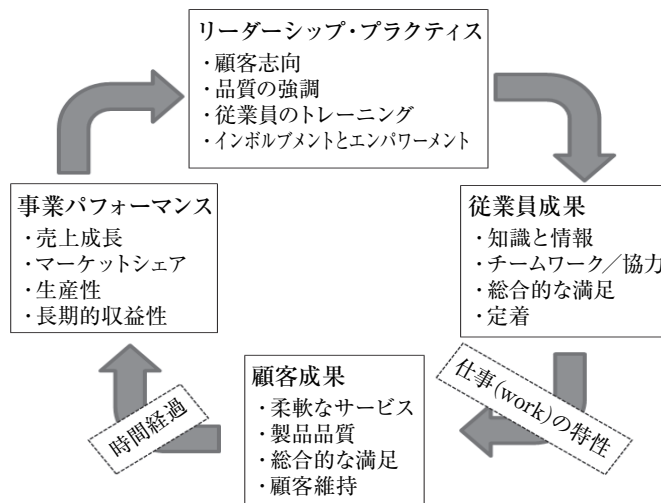 リーダーシップ・プラクティス
・顧客志向
・品質の強調
・従業員のトレーニング
・インボルブメントとエンパワーメント
従業員成果
・知識と情報
・チームワーク／協力
・総合的な満足
・定着
仕事(work)の特性
顧客成果
・柔軟なサービス
・製品品質
・総合的な満足
・顧客維持
時間経過
事業パフォーマンス
・売上成長
・マーケットシェア
・生産性
・長期的収益性